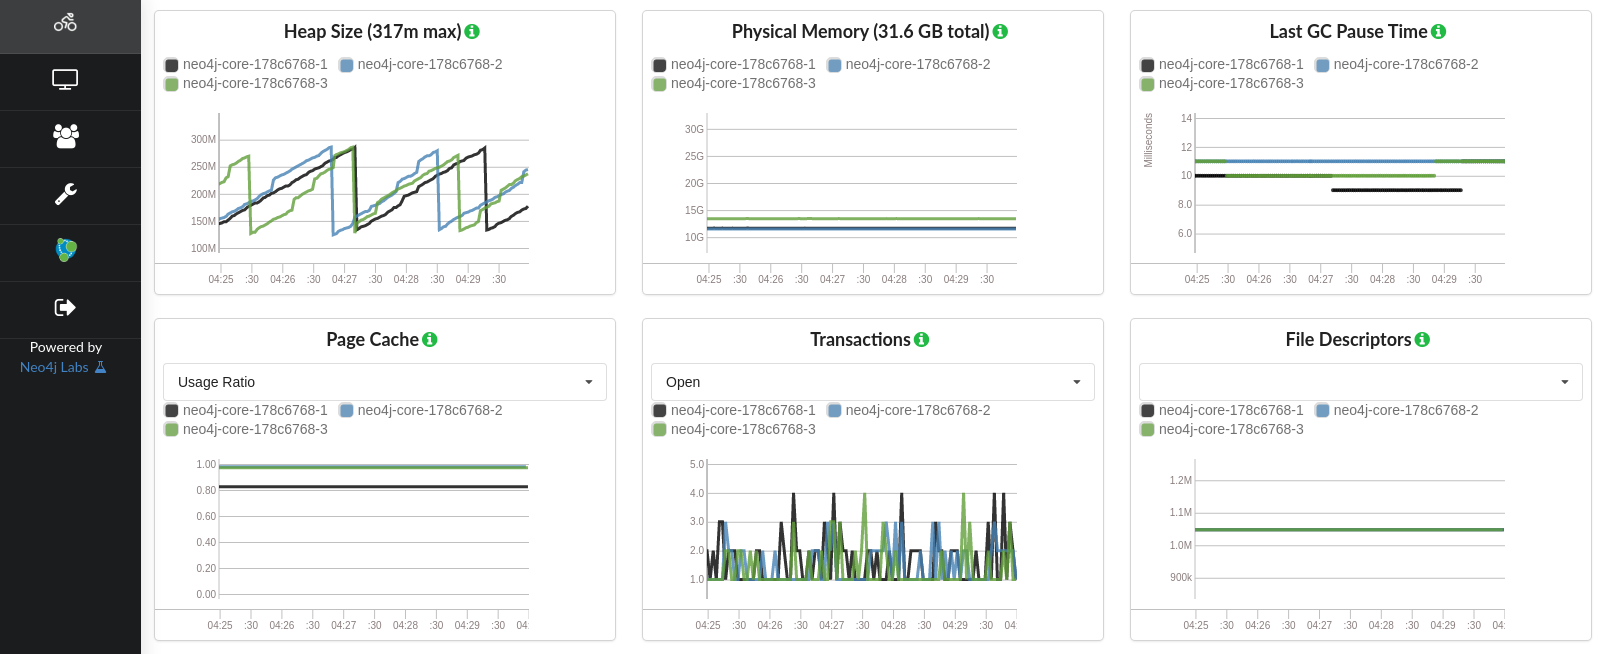 Powered by
Neo4j Labs
Heap Size (317m max)
neo4j-core-178c6768-1 neo4j-core-178c6768-2
neo4j-core-178c6768-3
300M
250M
200M
150M
100M
04:25 :30 04:26 :30 04:27 :30 04:28 :30 04:29 :30
Physical Memory (31.6 GB total)
neo4j-core-178c6768-1 neo4j-core-178c6768-2
neo4j-core-178c6768-3
30G
25G
20G
15G
10G
04:25 :30 04:26 :30 04:27 :30 04:28 :30 04:29 :30
Last GC Pause Time
neo4j-core-178c6768-1 neo4j-core-178c6768-2
neo4j-core-178c6768-3
Milliseconds
14
12
10
8.0
6.0
04:25 :30 04:26 :30 04:27 :30 04:28 :30 04:29 :30
Page Cache
Usage Ratio
neo4j-core-178c6768-1 neo4j-core-178c6768-2
neo4j-core-178c6768-3
1.00
0.80
0.60
0.40
0.20
0.00
04:25 :30 04:26 :30 04:27 :30 04:28 :30 04:29 :30 04:
Transactions
Open
neo4j-core-178c6768-1 neo4j-core-178c6768-2
neo4j-core-178c6768-3
5.0
4.0
3.0
2.0
1.0
04:25 :30 04:26 :30 04:27 :30 04:28 :30 04:29 :30 04:
File Descriptors
neo4j-core-178c6768-1 neo4j-core-178c6768-2
neo4j-core-178c6768-3
1.2M
1.1M
1.0M
900k
04:25 :30 04:26 :30 04:27 :30 04:28 :30 04:29 :30 04: